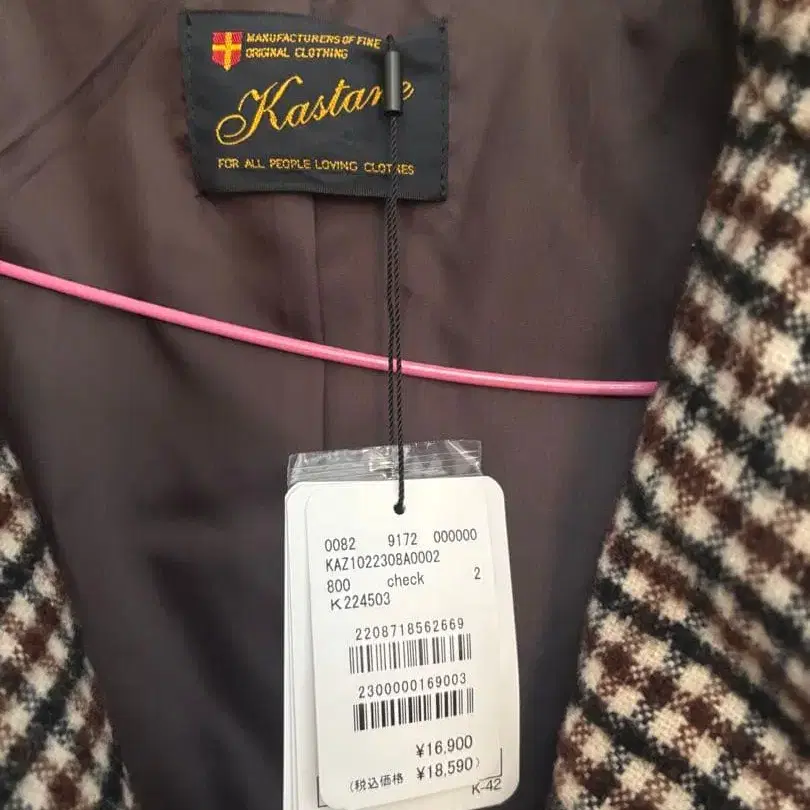 MANUFACTURERS OF FINE
ORIGINAL CLOTHING
Kastane
FOR ALL PEOPLE LOVING CLOTHES
0082 9172 000000
KAZ1022308A0002
800 check 2
K224503
2208718562669
2300000169003
¥16,900
(税込価格 ¥18,590)
K-42